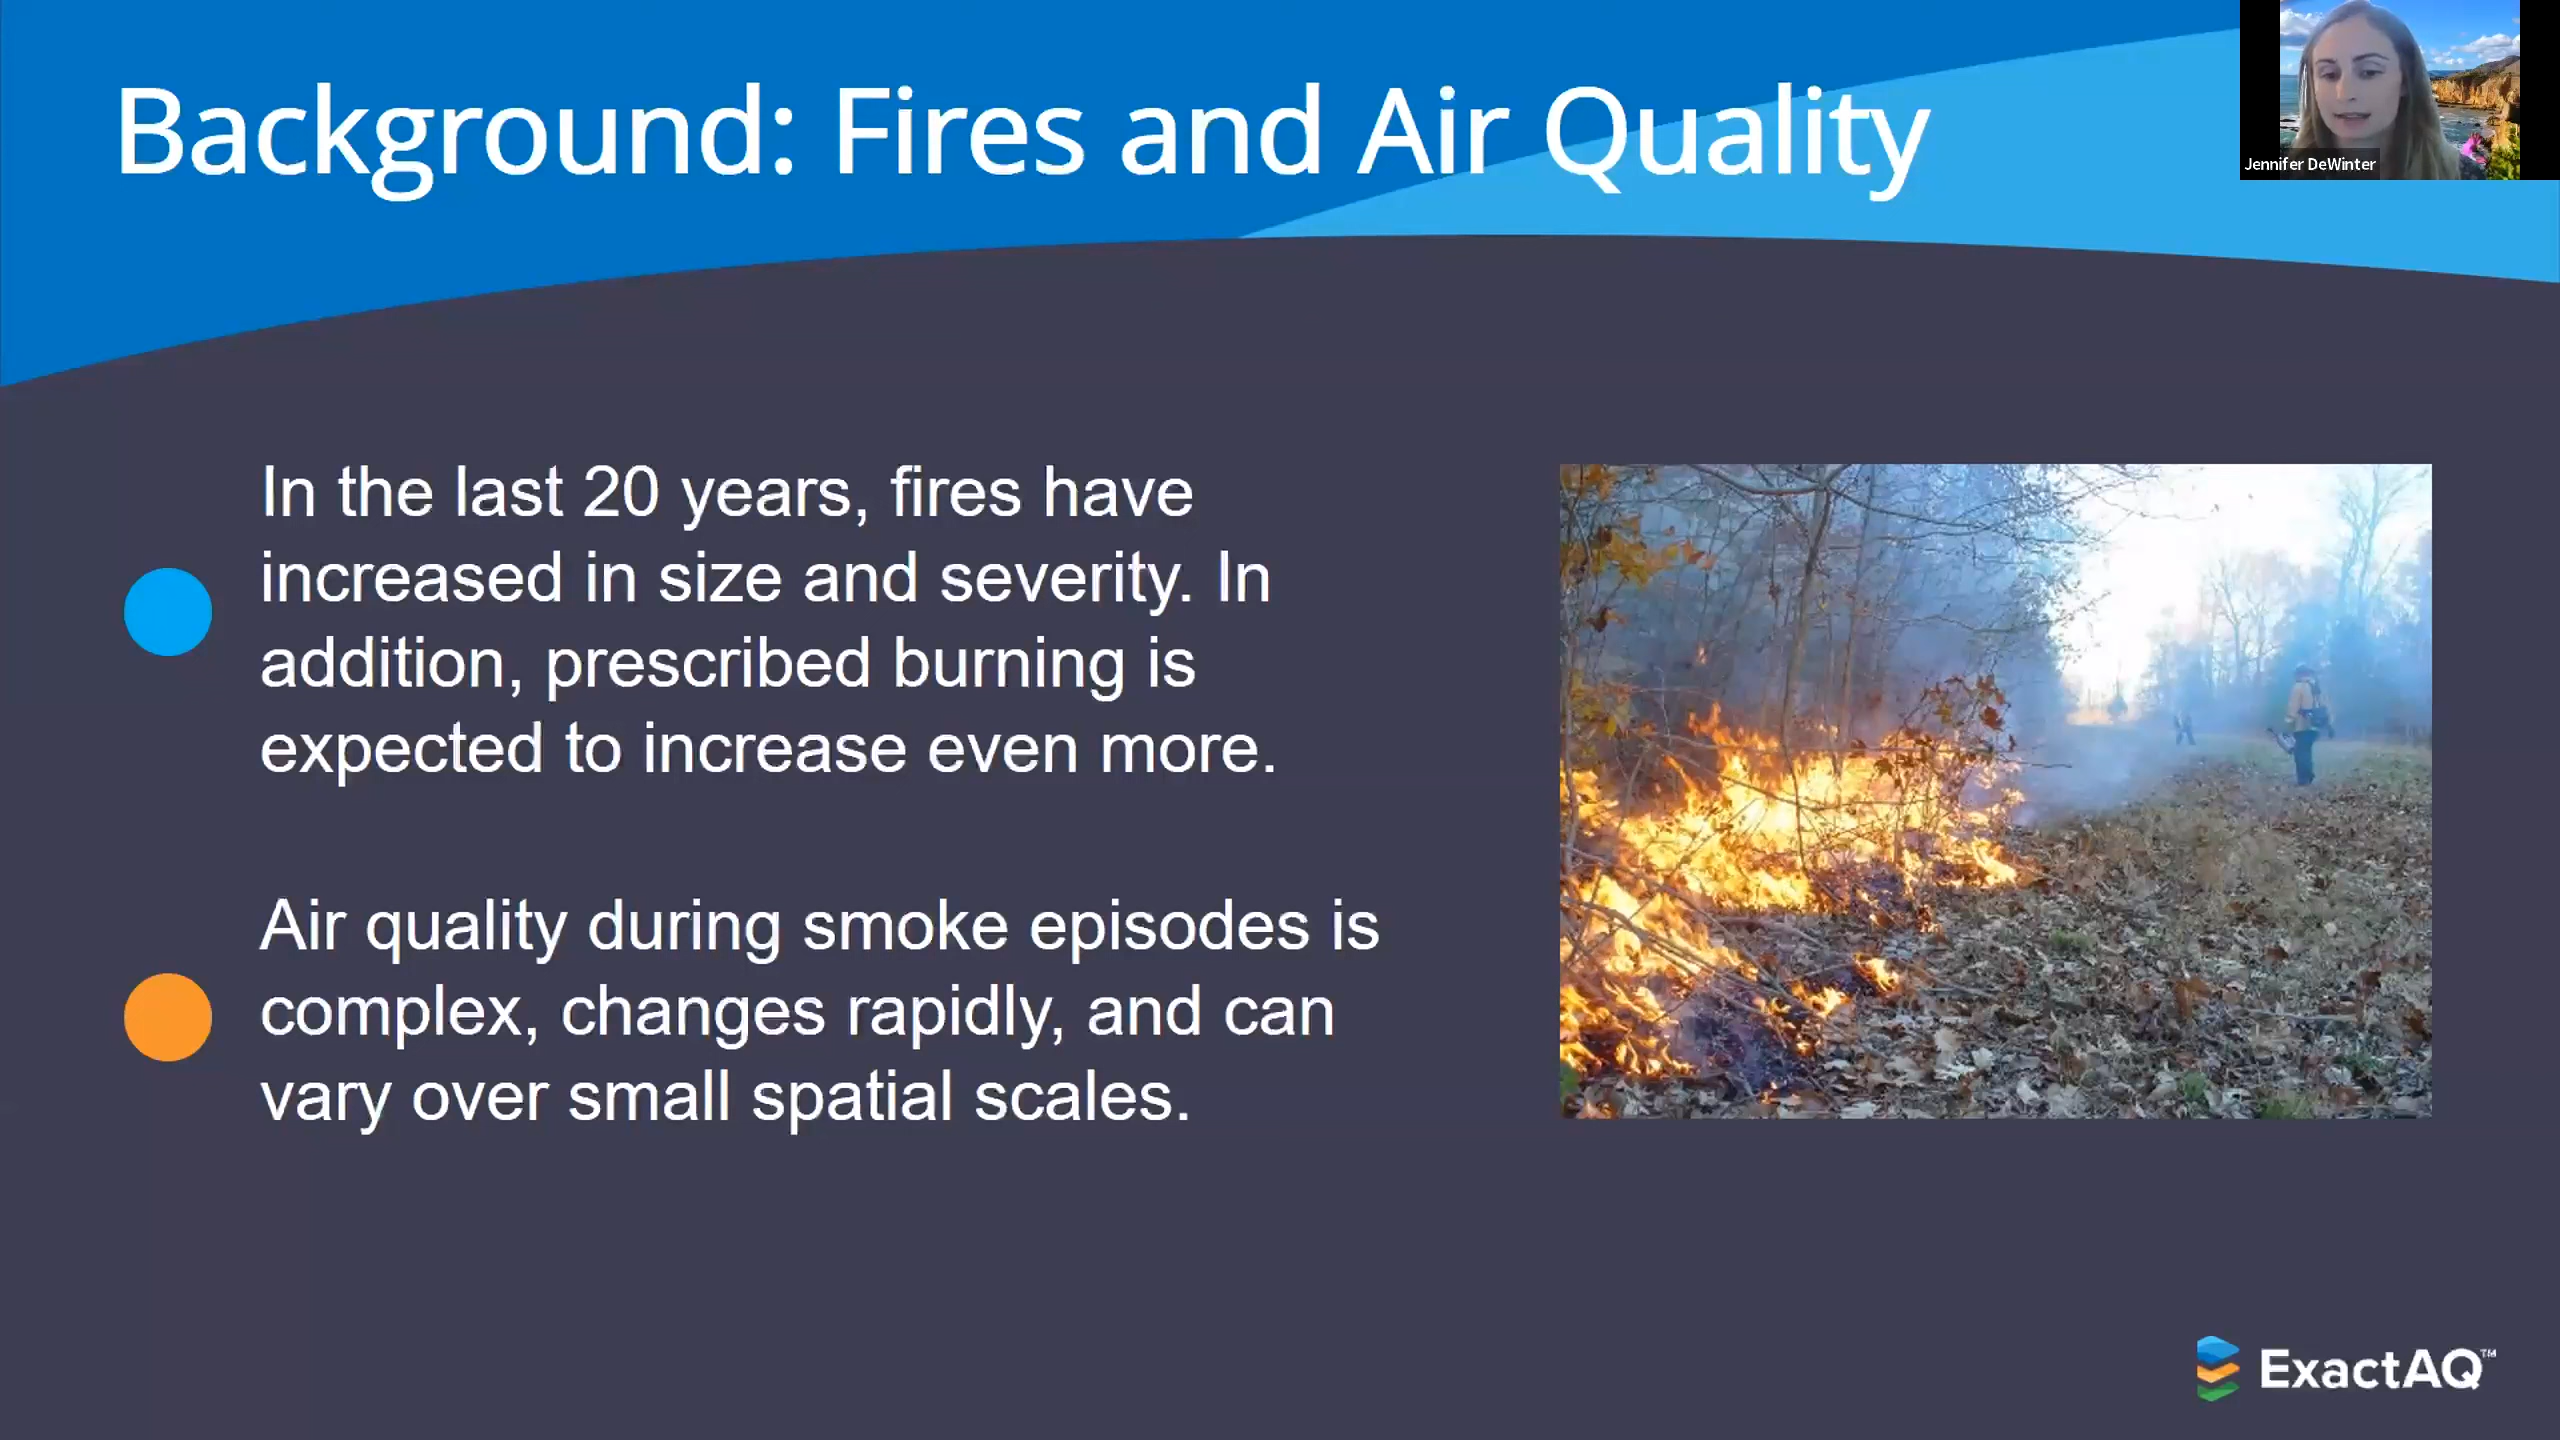 Background: Fires and Air Quality
Jennifer DeWinter
In the last 20 years, fires have
increased in size and severity. In
addition, prescribed burning is
expected to increase even more.
Air quality during smoke episodes is
complex, changes rapidly, and can
vary over small spatial scales.
ExactAQ™